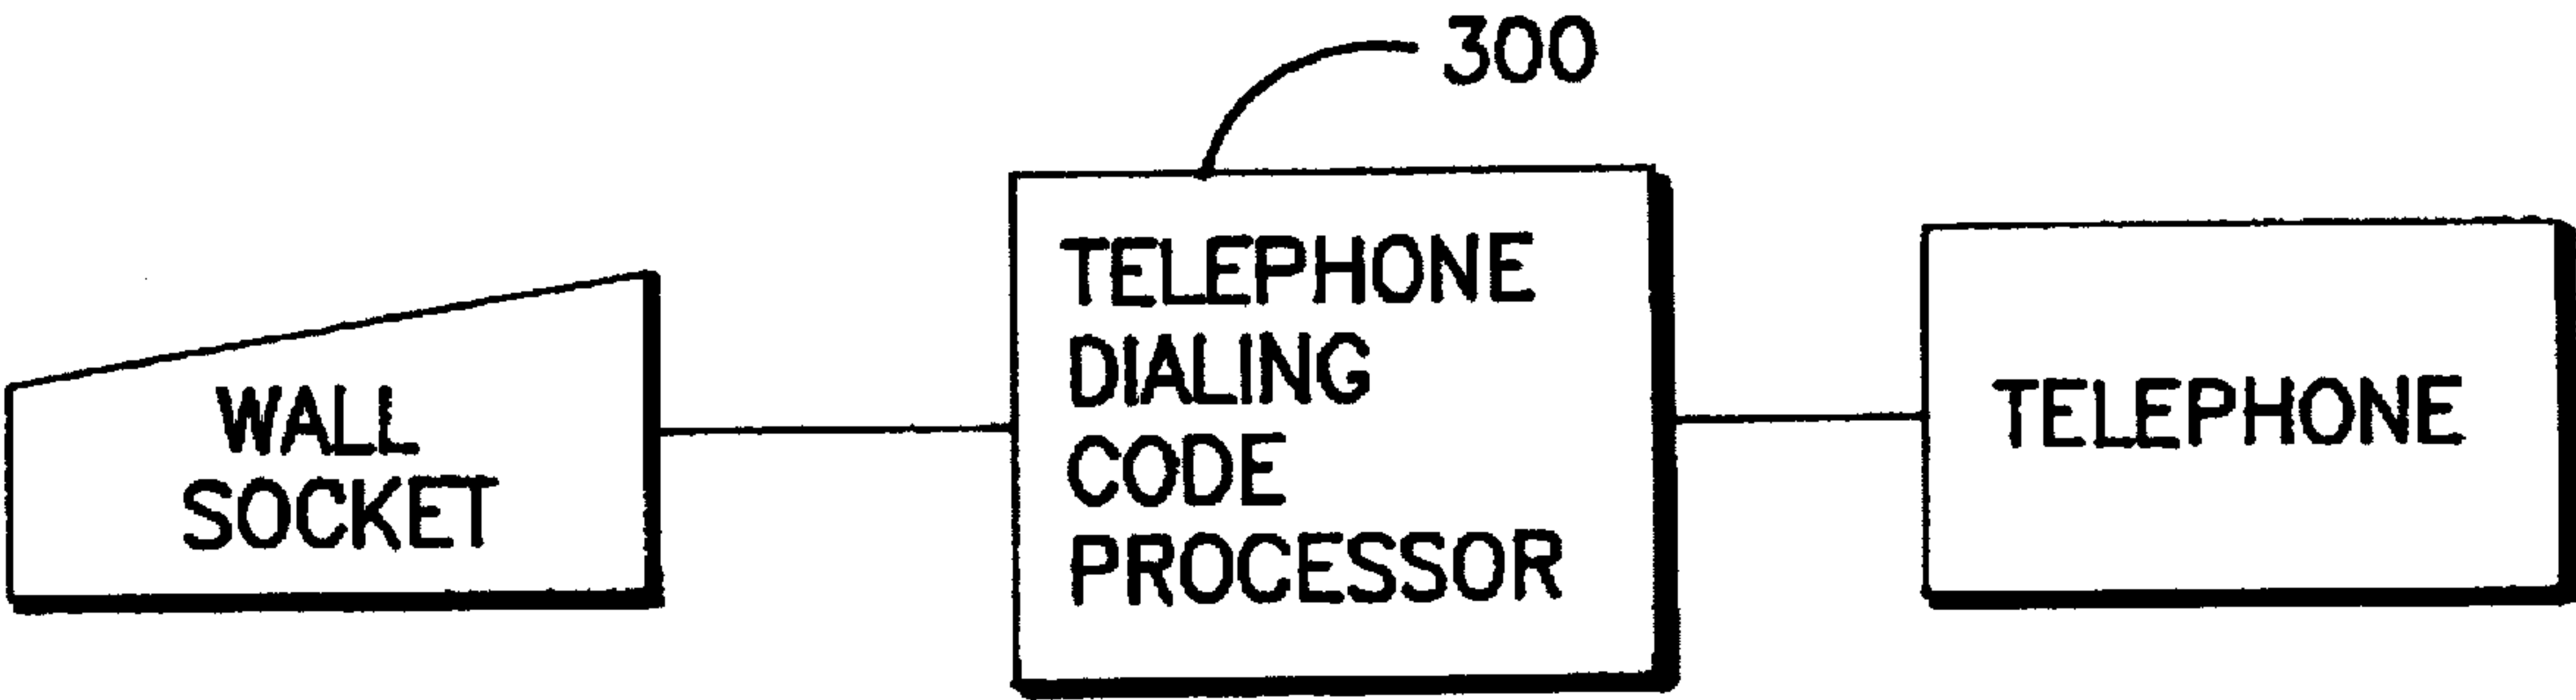 300
WALL
SOCKET
TELEPHONE
DIALING
CODE
PROCESSOR
TELEPHONE